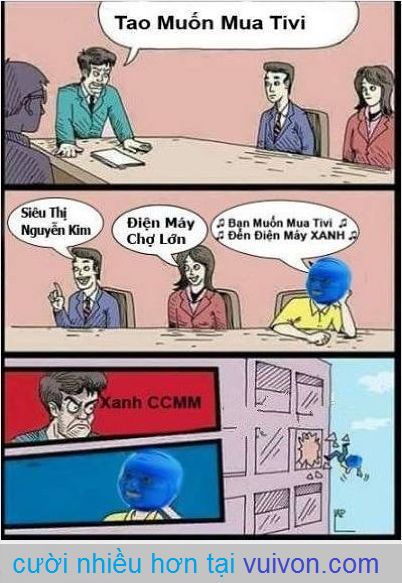 Tao Muốn Mua Tivi
Siêu Thị
Nguyễn Kim
Điện Máy
Chợ Lớn
♫ Bạn Muốn Mua Tivi ♫
♫ Đến Điện Máy XANH ♫
Xanh CCMM
cười nhiều hơn tại vuivon.com